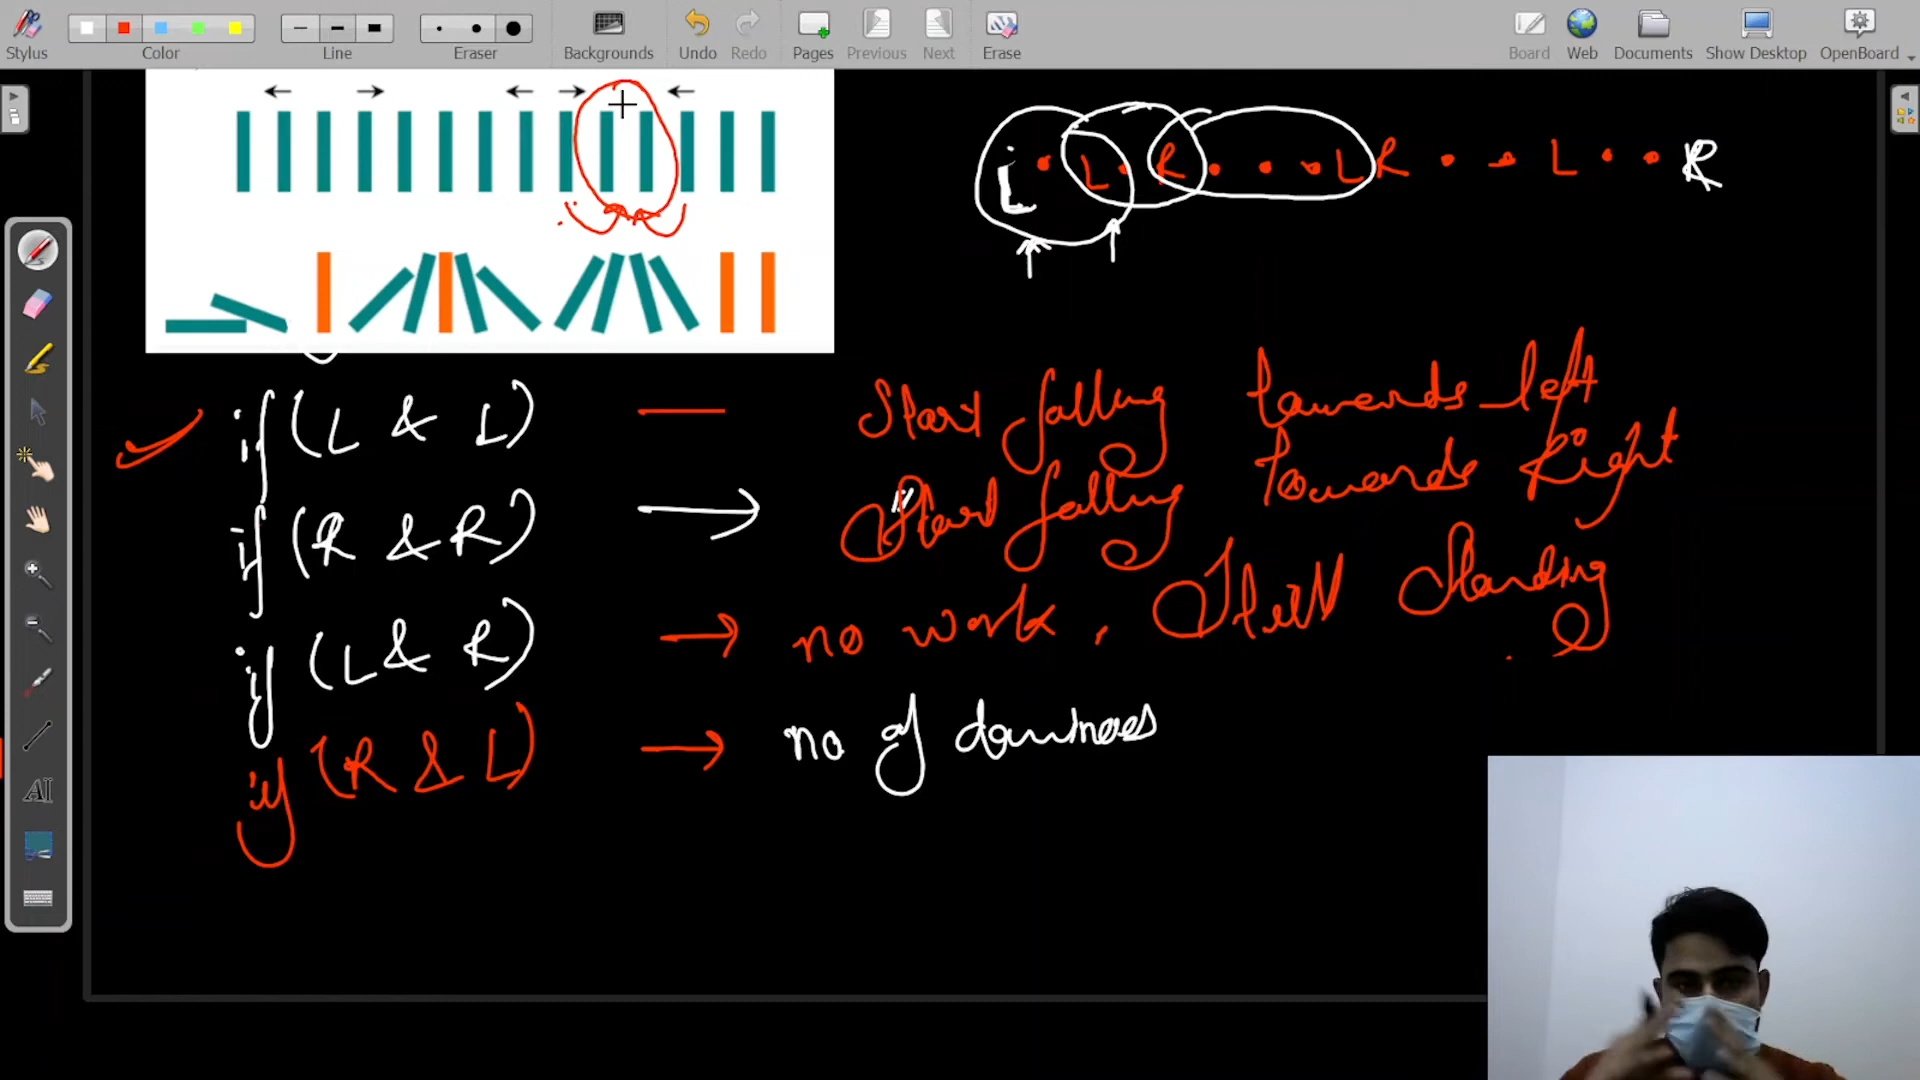 Stylus Color Line Eraser Backgrounds Undo Redo Pages Previous Next Erase Board Web Documents Show Desktop OpenBoard
L . L . R . . . L R . . L . . R
if (L & L) — Start falling towards left
if (R & R) → Start falling towards Right
if (L & R) → no work, Still Standing
if (R & L) → no of dominoes
AI